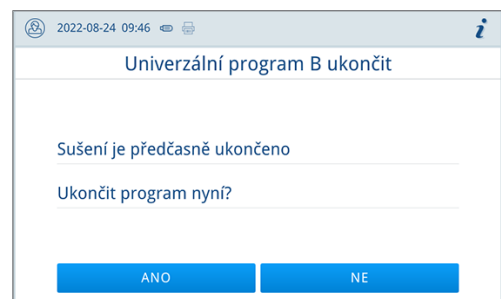 2022-08-24 09:46
Univerzální program B ukončit
Sušení je předčasně ukončeno
Ukončit program nyní?
ANO
NE